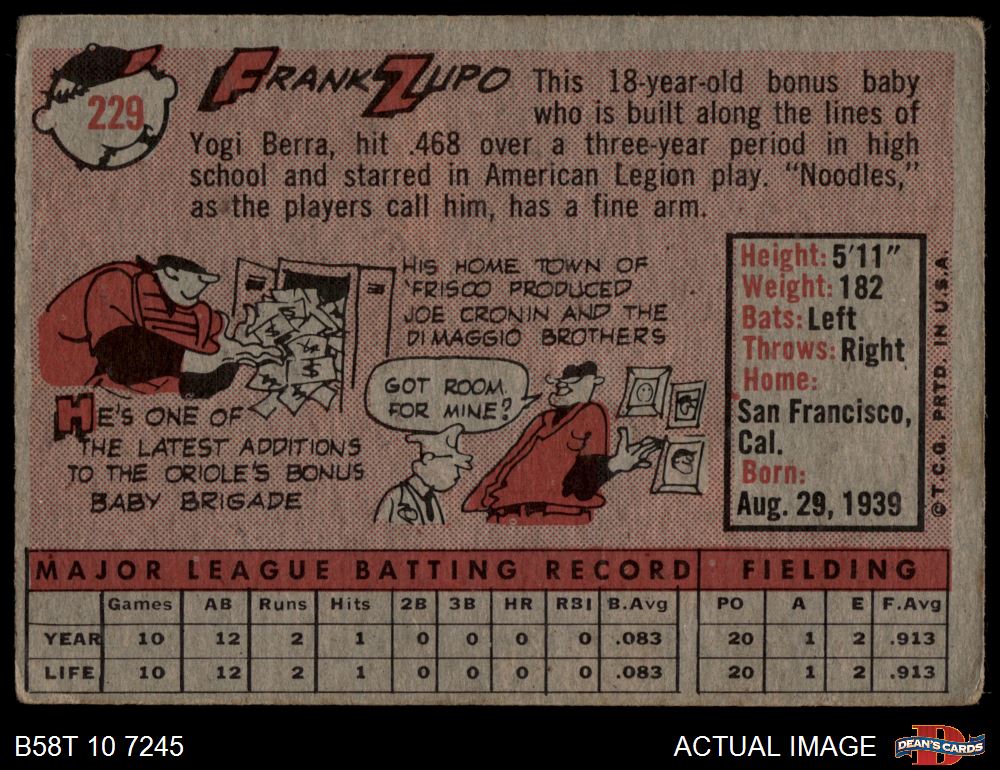 229
FRANK ZUPO
This 18-year-old bonus baby
who is built along the lines of
Yogi Berra, hit .468 over a three-year period in high
school and starred in American Legion play. “Noodles,”
as the players call him, has a fine arm.
HE'S ONE OF
THE LATEST ADDITIONS
TO THE ORIOLE'S BONUS
BABY BRIGADE
HIS HOME TOWN OF
'FRISCO PRODUCED
JOE CRONIN AND THE
DIMAGGIO BROTHERS
GOT ROOM
FOR MINE?
Height: 5'11”
Weight: 182
Bats: Left
Throws: Right
Home:
San Francisco,
Cal.
Born:
Aug. 29, 1939
©T.C.G. PRTD. IN U.S.A.
MAJOR LEAGUE BATTING RECORD FIELDING
Games AB Runs Hits 2B 3B HR RBI B.Avg PO A E F.Avg
YEAR 10 12 2 1 0 0 0 0 .083 20 1 2 .913
LIFE 10 12 2 1 0 0 0 0 .083 20 1 2 .913
B58T 10 7245
ACTUAL IMAGE
D
DEAN'S CARDS